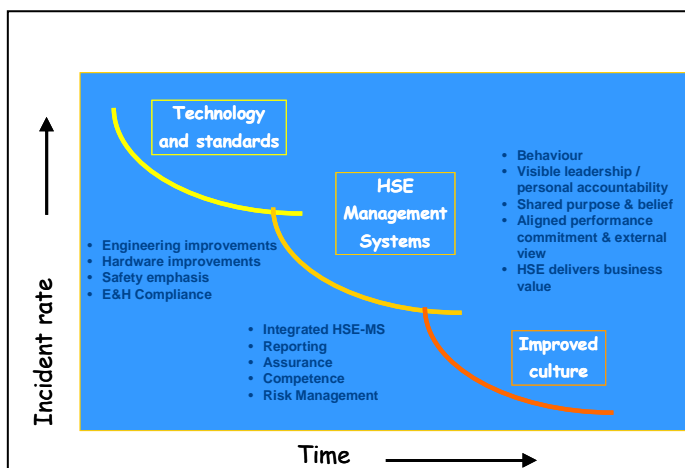 Technology
and standards
HSE
Management
Systems
• Behaviour
• Visible leadership /
personal accountability
• Shared purpose & belief
• Aligned performance
commitment & external
view
• HSE delivers business
value
• Engineering improvements
• Hardware improvements
• Safety emphasis
• E&H Compliance
• Integrated HSE-MS
• Reporting
• Assurance
• Competence
• Risk Management
Improved
culture
Incident rate
Time